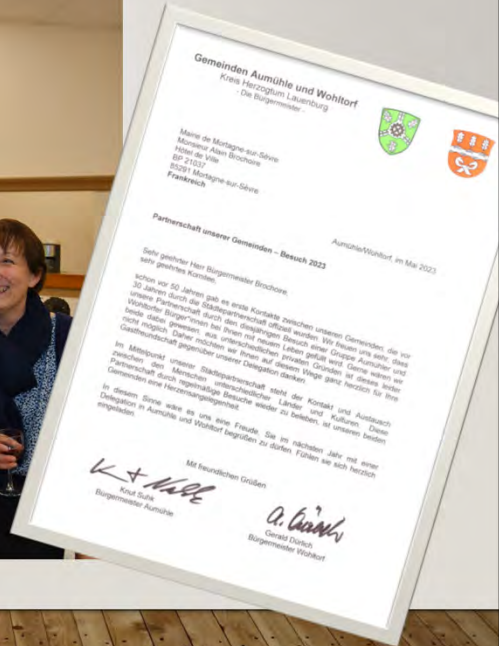 Gemeinden Aumühle und Wohltorf
Kreis Herzogtum Lauenburg
- Die Bürgermeister -
Mairie de Mortagne-sur-Sèvre
Monsieur Alain Brochoire
Hôtel de Ville
BP 21037
85291 Mortagne-sur-Sèvre
Frankreich
Aumühle/Wohltorf, im Mai 2023
Partnerschaft unserer Gemeinden – Besuch 2023
Sehr geehrter Herr Bürgermeister Brochoire,
sehr geehrtes Komitee,
schon vor 50 Jahren gab es erste Kontakte zwischen unseren Gemeinden, die vor
30 Jahren durch die Städtepartnerschaft offiziell wurden. Wir freuen uns sehr, dass
unsere Partnerschaft durch den diesjährigen Besuch einer Gruppe Aumühler und
Wohltorfer Bürger*innen bei Ihnen mit neuem Leben gefüllt wird. Gerne wären wir
beide dabei gewesen, aus unterschiedlichen privaten Gründen ist dieses leider
nicht möglich. Daher möchten wir Ihnen auf diesem Wege ganz herzlich für Ihre
Gastfreundschaft gegenüber unserer Delegation danken.
Im Mittelpunkt unserer Städtepartnerschaft steht der Kontakt und Austausch
zwischen den Menschen unterschiedlicher Länder und Kulturen. Diese
Partnerschaft durch regelmäßige Besuche wieder zu beleben, ist unseren beiden
Gemeinden eine Herzensangelegenheit.
In diesem Sinne wäre es uns eine Freude, Sie im nächsten Jahr mit einer
Delegation in Aumühle und Wohltorf begrüßen zu dürfen. Fühlen sie sich herzlich
eingeladen.
Mit freundlichen Grüßen
Knut Suhk
Bürgermeister Aumühle
Gerald Dürlich
Bürgermeister Wohltorf